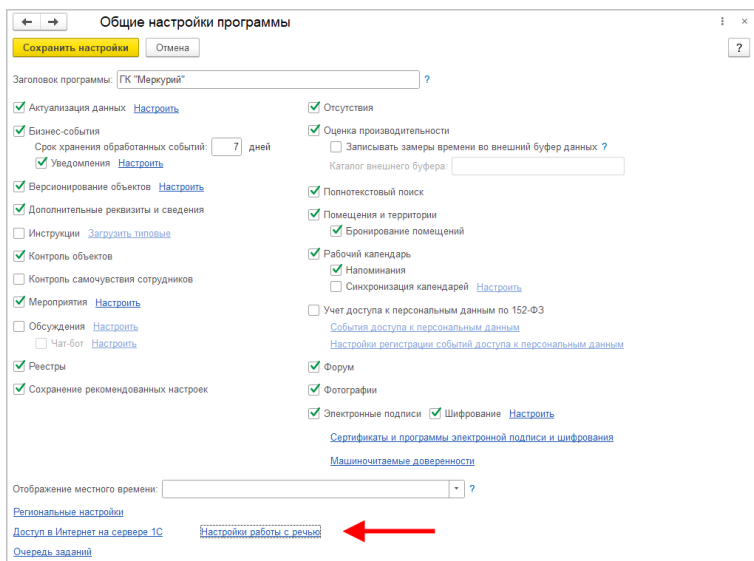 Общие настройки программы
Сохранить настройки Отмена ?
Заголовок программы: ГК "Меркурий" ?
Актуализация данных Настроить
Бизнес-события
Срок хранения обработанных событий: 7 дней
Уведомления Настроить
Версионирование объектов Настроить
Дополнительные реквизиты и сведения
Инструкции Загрузить типовые
Контроль объектов
Контроль самочувствия сотрудников
Мероприятия Настроить
Обсуждения Настроить
Чат-бот Настроить
Реестры
Сохранение рекомендованных настроек
Отсутствия
Оценка производительности
Записывать замеры времени во внешний буфер данных ?
Каталог внешнего буфера:
Полнотекстовый поиск
Помещения и территории
Бронирование помещений
Рабочий календарь
Напоминания
Синхронизация календарей Настроить
Учет доступа к персональным данным по 152-ФЗ
События доступа к персональным данным
Настройки регистрации событий доступа к персональным данным
Форум
Фотографии
Электронные подписи Шифрование Настроить
Сертификаты и программы электронной подписи и шифрования
Машиночитаемые доверенности
Отображение местного времени: ?
Региональные настройки
Доступ в Интернет на сервере 1С Настройки работы с речью
Очередь заданий